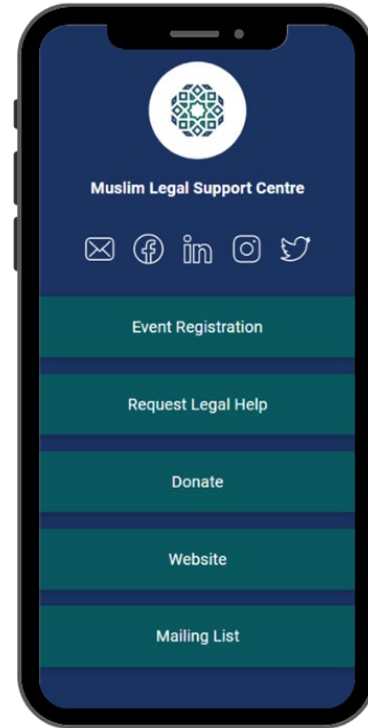 Muslim Legal Support Centre
Event Registration
Request Legal Help
Donate
Website
Mailing List